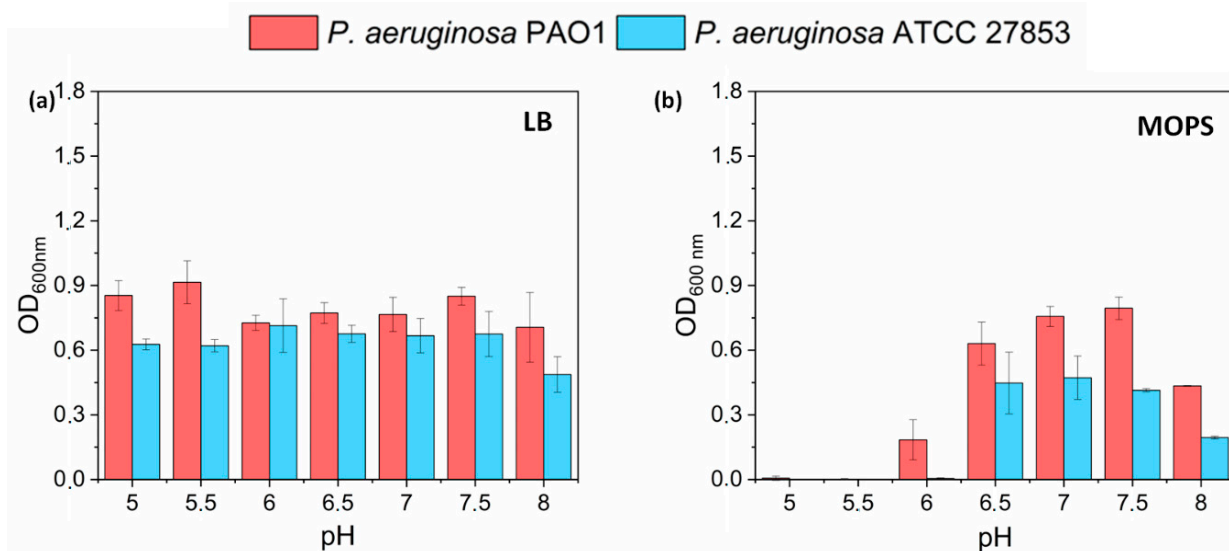 P. aeruginosa PAO1 P. aeruginosa ATCC 27853
(a)
LB
1.8
1.5
1.2
0.9
0.6
0.3
0.0
OD600nm
5 5.5 6 6.5 7 7.5 8
pH
(b)
MOPS
1.8
1.5
1.2
0.9
0.6
0.3
0.0
OD600 nm
5 5.5 6 6.5 7 7.5 8
pH